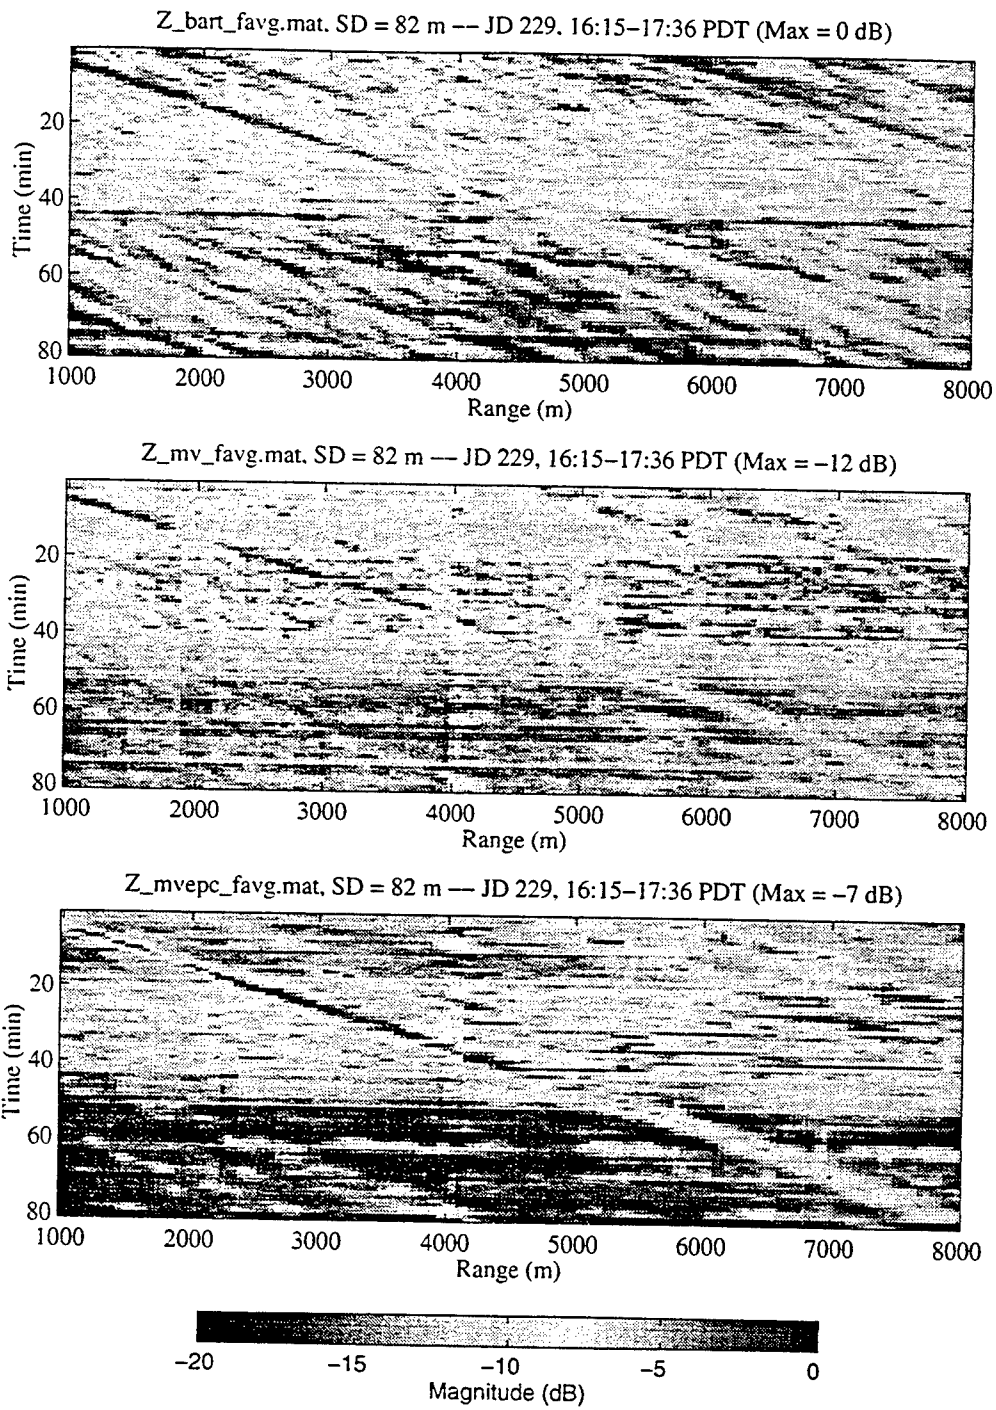 Z_bart_favg.mat, SD = 82 m –– JD 229, 16:15–17:36 PDT (Max = 0 dB)
Time (min)
20
40
60
80
1000 2000 3000 4000 5000 6000 7000 8000
Range (m)
Z_mv_favg.mat, SD = 82 m –– JD 229, 16:15–17:36 PDT (Max = –12 dB)
Time (min)
20
40
60
80
1000 2000 3000 4000 5000 6000 7000 8000
Range (m)
Z_mvepc_favg.mat, SD = 82 m –– JD 229, 16:15–17:36 PDT (Max = –7 dB)
Time (min)
20
40
60
80
1000 2000 3000 4000 5000 6000 7000 8000
Range (m)
–20 –15 –10 –5 0
Magnitude (dB)